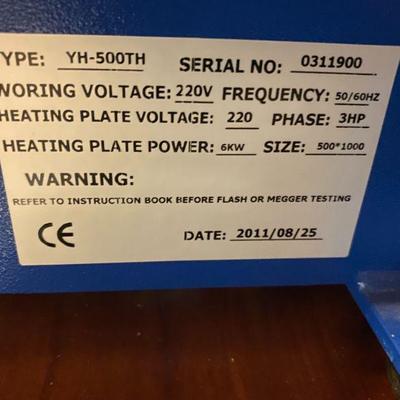 TYPE: YH-500TH SERIAL NO: 0311900
WORING VOLTAGE: 220V FREQUENCY: 50/60HZ
HEATING PLATE VOLTAGE: 220 PHASE: 3HP
HEATING PLATE POWER: 6KW SIZE: 500*1000
WARNING:
REFER TO INSTRUCTION BOOK BEFORE FLASH OR MEGGER TESTING
CE DATE: 2011/08/25